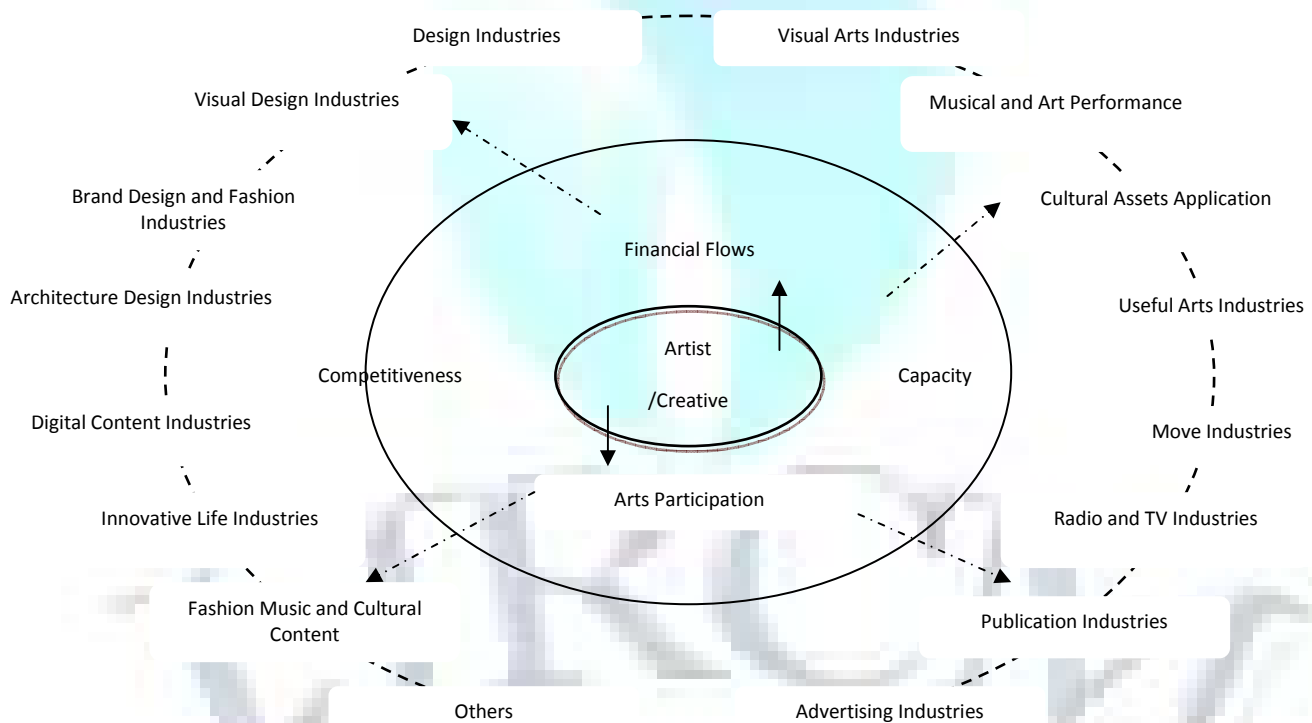 Design Industries
Visual Arts Industries
Visual Design Industries
Musical and Art Performance
Brand Design and Fashion
Industries
Cultural Assets Application
Financial Flows
Architecture Design Industries
Useful Arts Industries
Artist
/Creative
Competitiveness
Capacity
Digital Content Industries
Move Industries
Arts Participation
Innovative Life Industries
Radio and TV Industries
Fashion Music and Cultural
Content
Publication Industries
Others
Advertising Industries